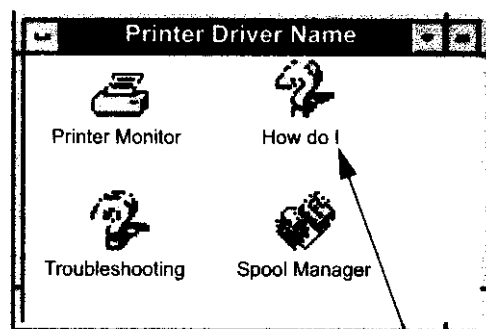 Printer Driver Name
Printer Monitor
How do I
Troubleshooting
Spool Manager